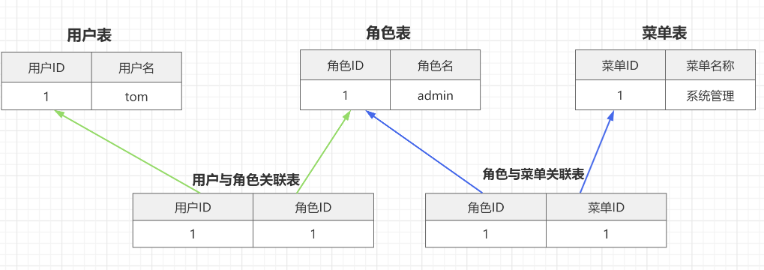 用户表 角色表 菜单表
用户ID 用户名 角色ID 角色名 菜单ID 菜单名称
1 tom 1 admin 1 系统管理
用户与角色关联表 角色与菜单关联表
用户ID 角色ID 角色ID 菜单ID
1 1 1 1